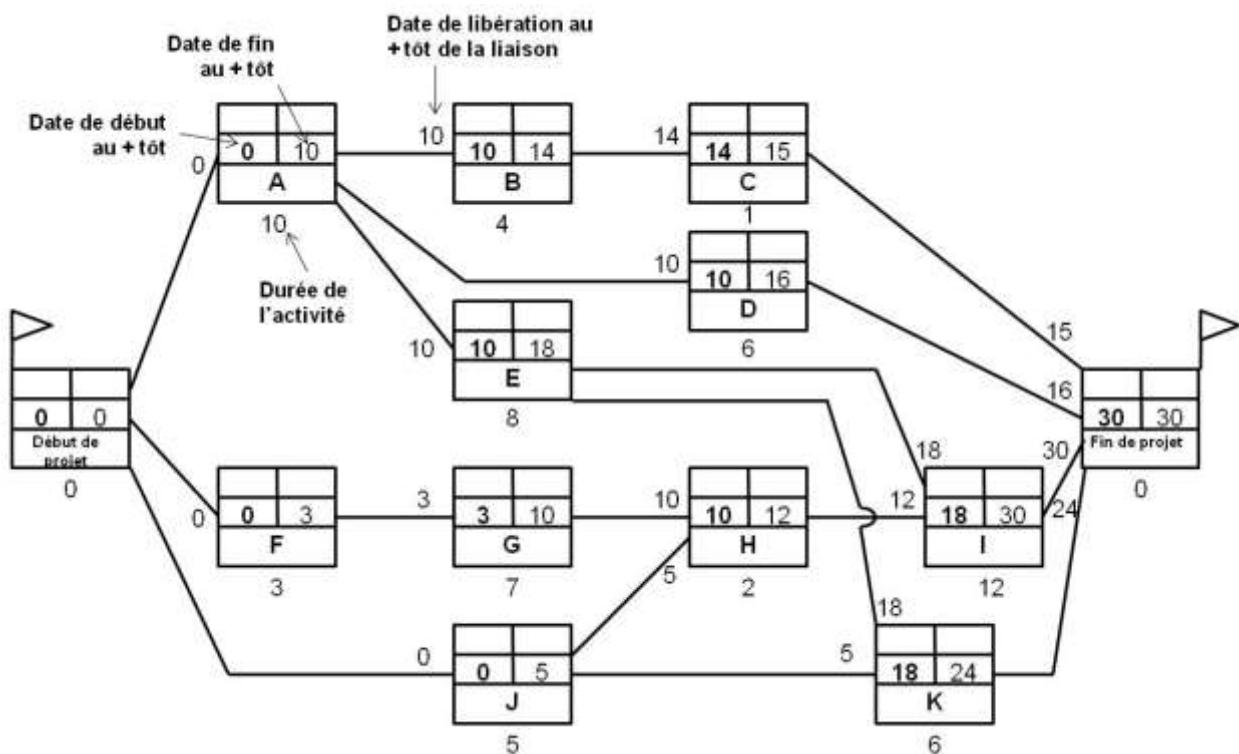 Date de libération au
+ tôt de la liaison
Date de fin
au + tôt
Date de début
au + tôt
0
0 10
A
10
Durée de
l'activité
10
10 14
B
4
14
14 15
C
1
10
10 16
D
6
10
10 18
E
8
0 0
Début de
projet
0
15
16
30
24
30 30
Fin de projet
0
0
0 3
F
3
3
3 10
G
7
10
5
10 12
H
2
18
12
18 30
I
12
0
0 5
J
5
18
5
18 24
K
6